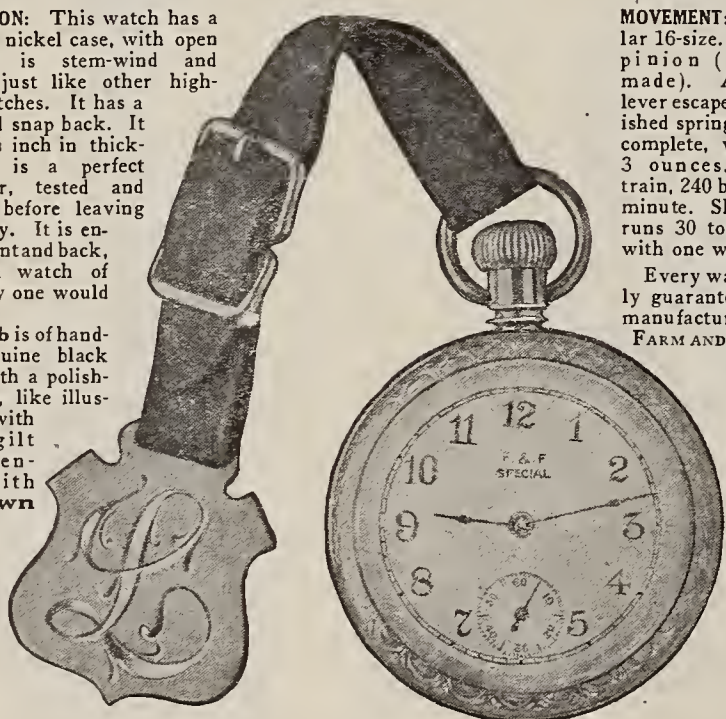 ON: This watch has a
nickel case, with open
is stem-wind and
just like other high-
tches. It has a
d snap back. It
inch in thick-
is a perfect
r, tested and
before leaving
y. It is en-
nt and back,
watch of
y one would
b is of hand-
uine black
th a polish-
, like illus-
with
gilt
en-
ith
wn
MOVEMENT:
lar 16-size.
pinion (
made). A
lever escape
ished spring
complete, w
3 ounces.
train, 240 b
minute. Sl
runs 30 to
with one w
Every wa
ly guarante
manufactur
FARM AND
12
11 1
F. & F.
SPECIAL
10 2
9 3
8 4
7 5
60
10